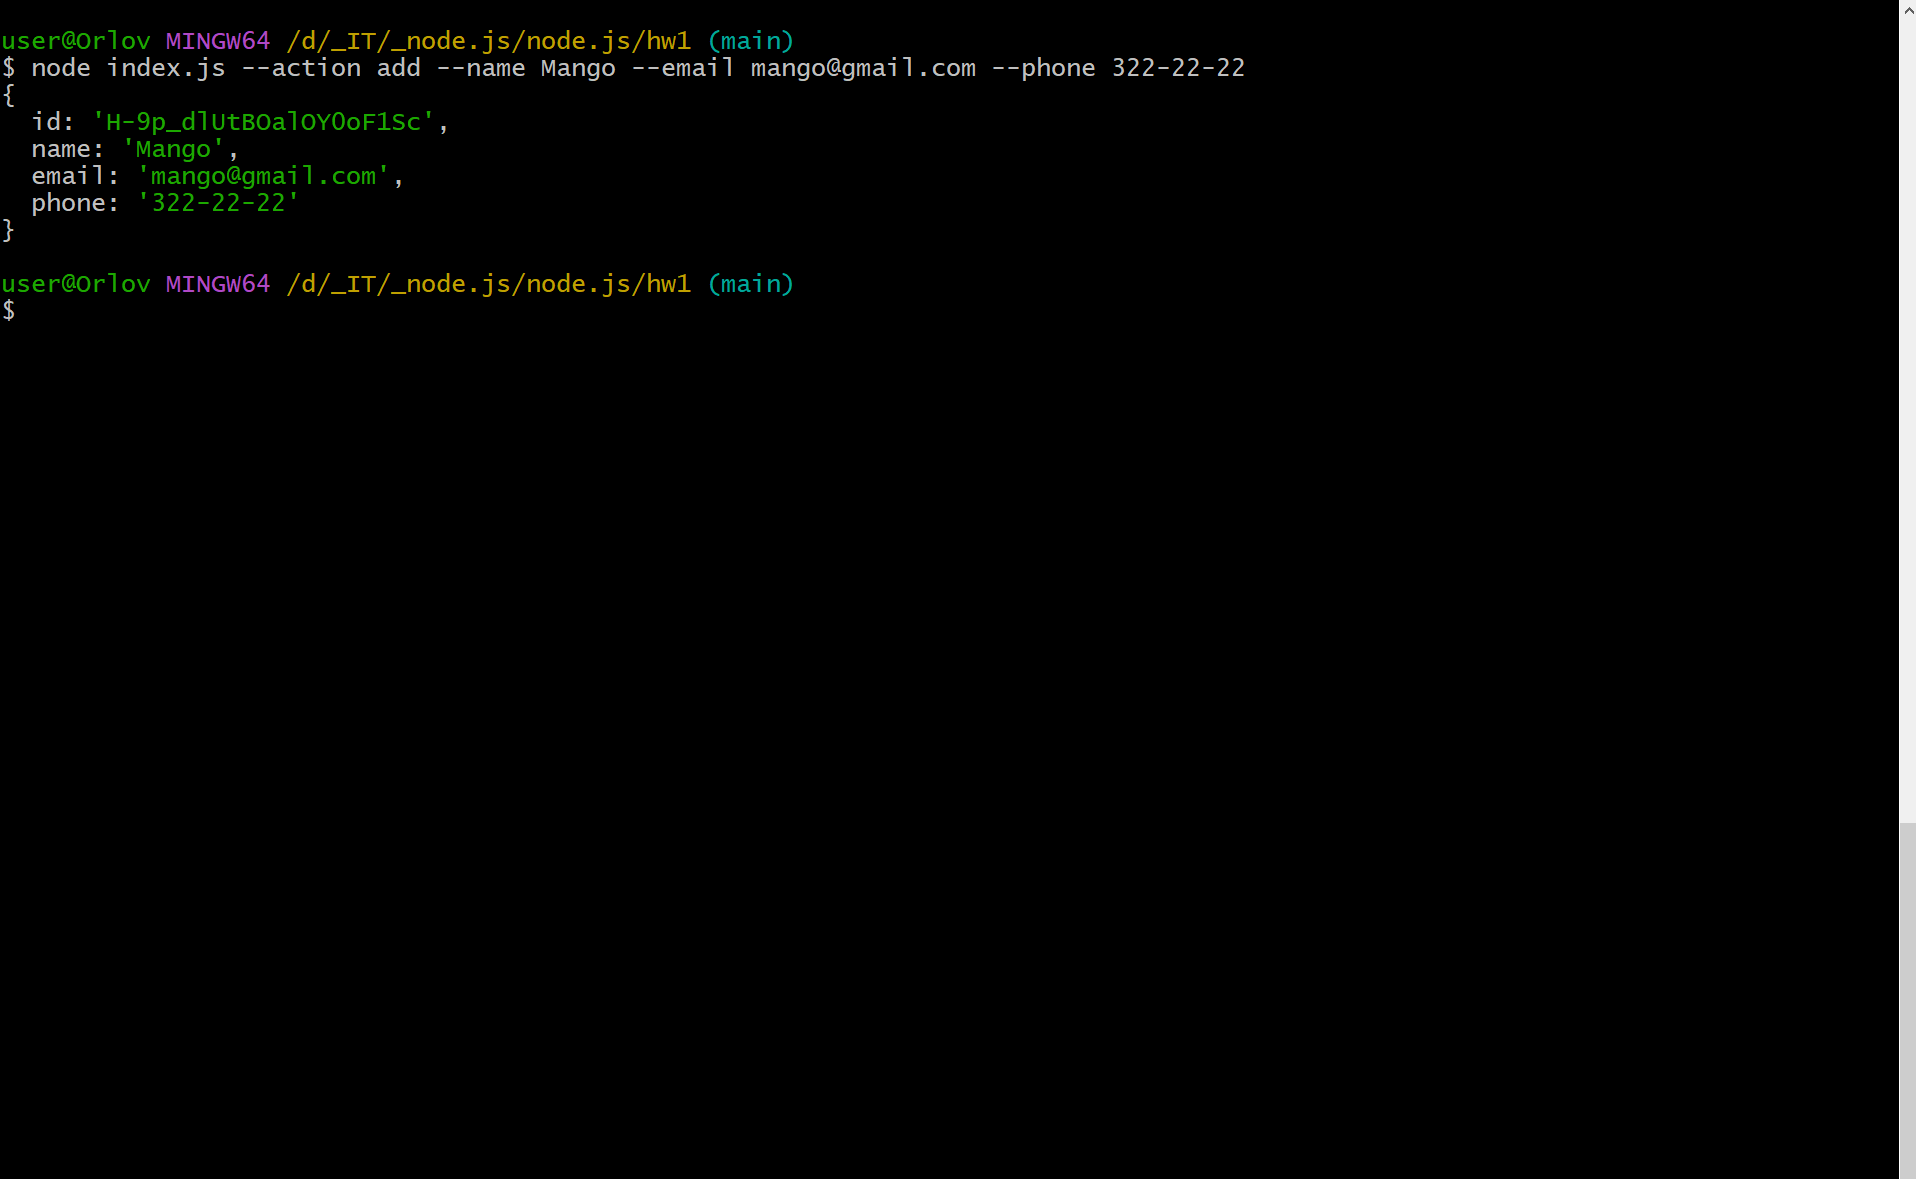 user@Orlov MINGW64 /d/_IT/_node.js/node.js/hw1 (main)
$ node index.js --action add --name Mango --email mango@gmail.com --phone 322-22-22
{
  id: 'H-9p_dlUtBOalOYOoF1Sc',
  name: 'Mango',
  email: 'mango@gmail.com',
  phone: '322-22-22'
}
user@Orlov MINGW64 /d/_IT/_node.js/node.js/hw1 (main)
$